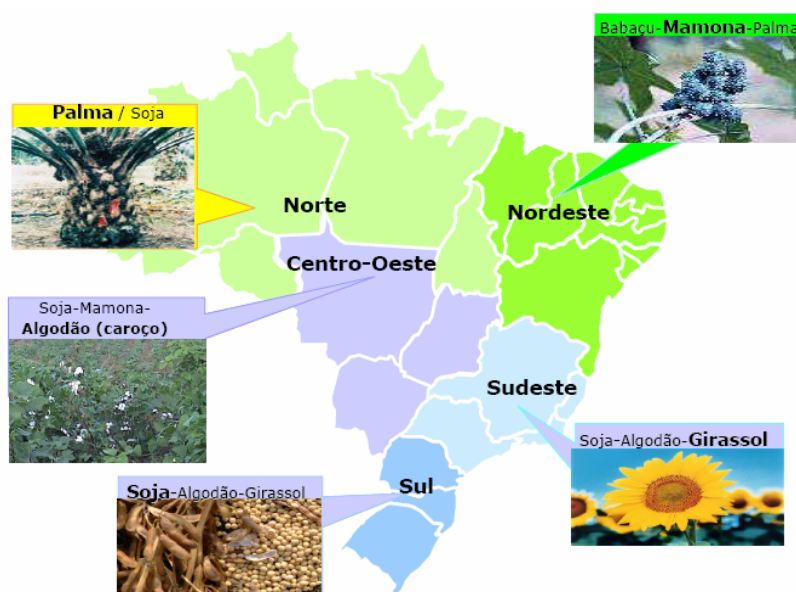 Babaçu-Mamona-Palma
Palma / Soja
Norte
Nordeste
Centro-Oeste
Soja-Mamona-
Algodão (caroço)
Sudeste
Soja-Algodão-Girassol
Soja-Algodão-Girassol
Sul